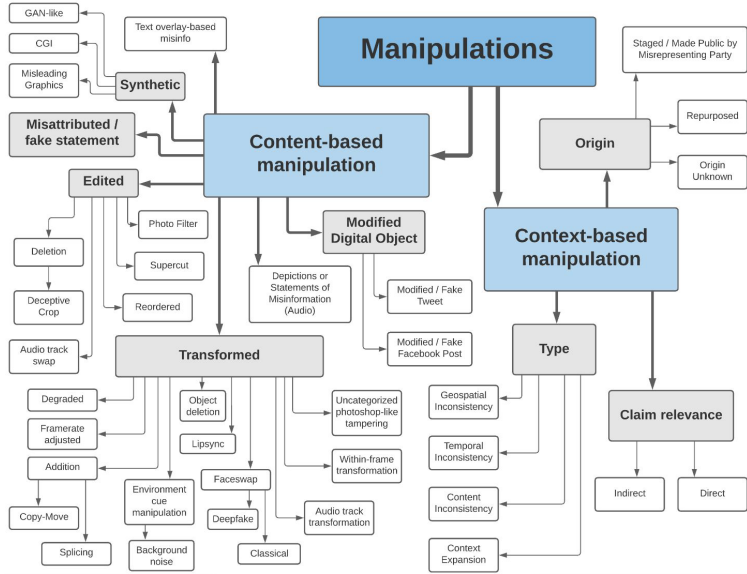 Manipulations
GAN-like
CGI
Misleading
Graphics
Text overlay-based
misinfo
Synthetic
Misattributed /
fake statement
Content-based
manipulation
Staged / Made Public by
Misrepresenting Party
Repurposed
Origin
Origin
Unknown
Edited
Photo Filter
Deletion
Supercut
Deceptive
Crop
Reordered
Audio track
swap
Modified
Digital Object
Depictions or
Statements of
Misinformation
(Audio)
Modified / Fake
Tweet
Modified / Fake
Facebook Post
Context-based
manipulation
Transformed
Degraded
Framerate
adjusted
Addition
Copy-Move
Splicing
Environment
cue
manipulation
Background
noise
Object
deletion
Lipsync
Faceswap
Deepfake
Classical
Uncategorized
photoshop-like
tampering
Within-frame
transformation
Audio track
transformation
Type
Geospatial
Inconsistency
Temporal
Inconsistency
Content
Inconsistency
Context
Expansion
Claim relevance
Indirect
Direct